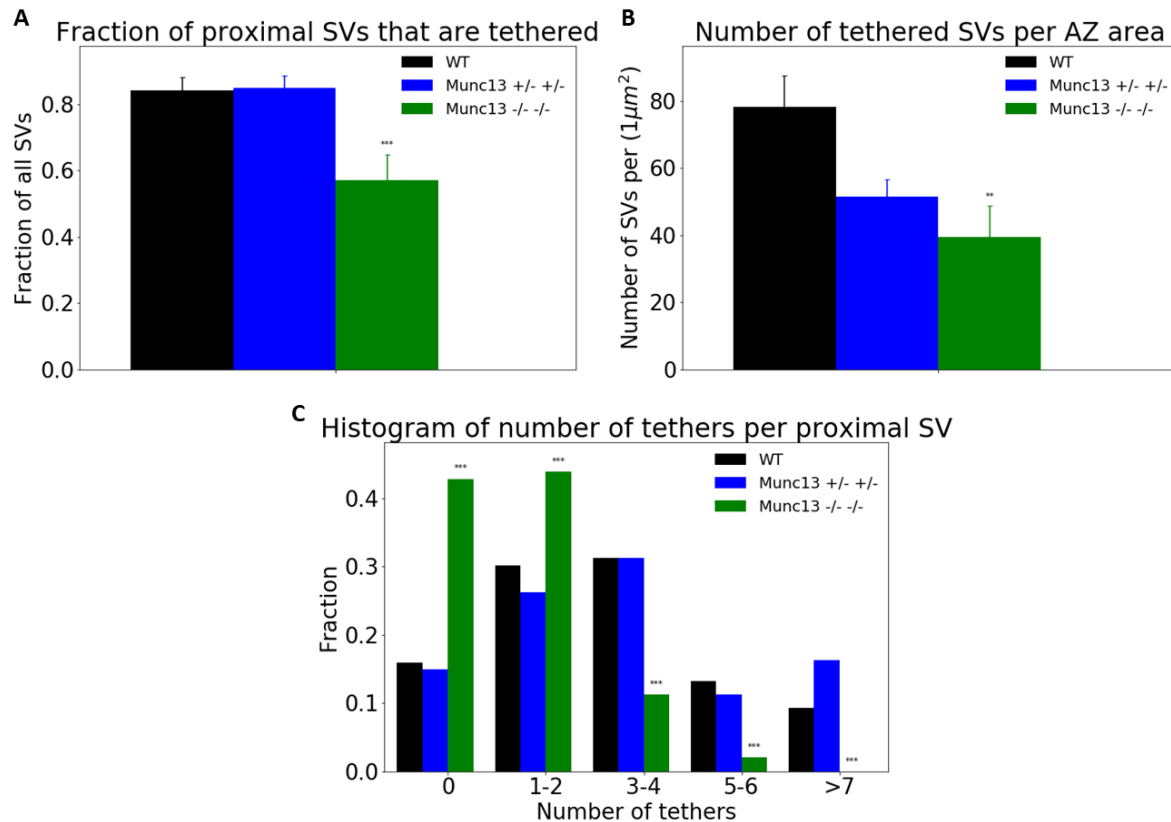 A
Fraction of proximal SVs that are tethered
WT
Munc13 +/- +/-
Munc13 -/- -/-
***
0.8
0.6
0.4
0.2
0.0
Fraction of all SVs
B
Number of tethered SVs per AZ area
WT
Munc13 +/- +/-
Munc13 -/- -/-
**
80
60
40
20
0
Number of SVs per (1μm²)
C
Histogram of number of tethers per proximal SV
WT
Munc13 +/- +/-
Munc13 -/- -/-
*** *** *** *** ***
0.4
0.3
0.2
0.1
0.0
Fraction
0 1-2 3-4 5-6 >7
Number of tethers